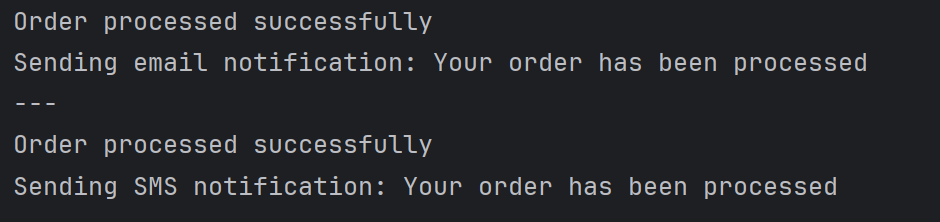 Order processed successfully
Sending email notification: Your order has been processed
---
Order processed successfully
Sending SMS notification: Your order has been processed